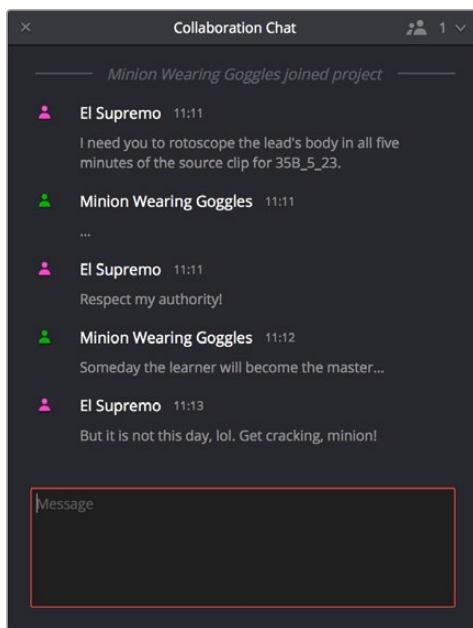 Collaboration Chat
1
Minion Wearing Goggles joined project
El Supremo 11:11
I need you to rotoscope the lead's body in all five
minutes of the source clip for 35B_5_23.
Minion Wearing Goggles 11:11
...
El Supremo 11:11
Respect my authority!
Minion Wearing Goggles 11:12
Someday the learner will become the master...
El Supremo 11:13
But it is not this day, lol. Get cracking, minion!
Message